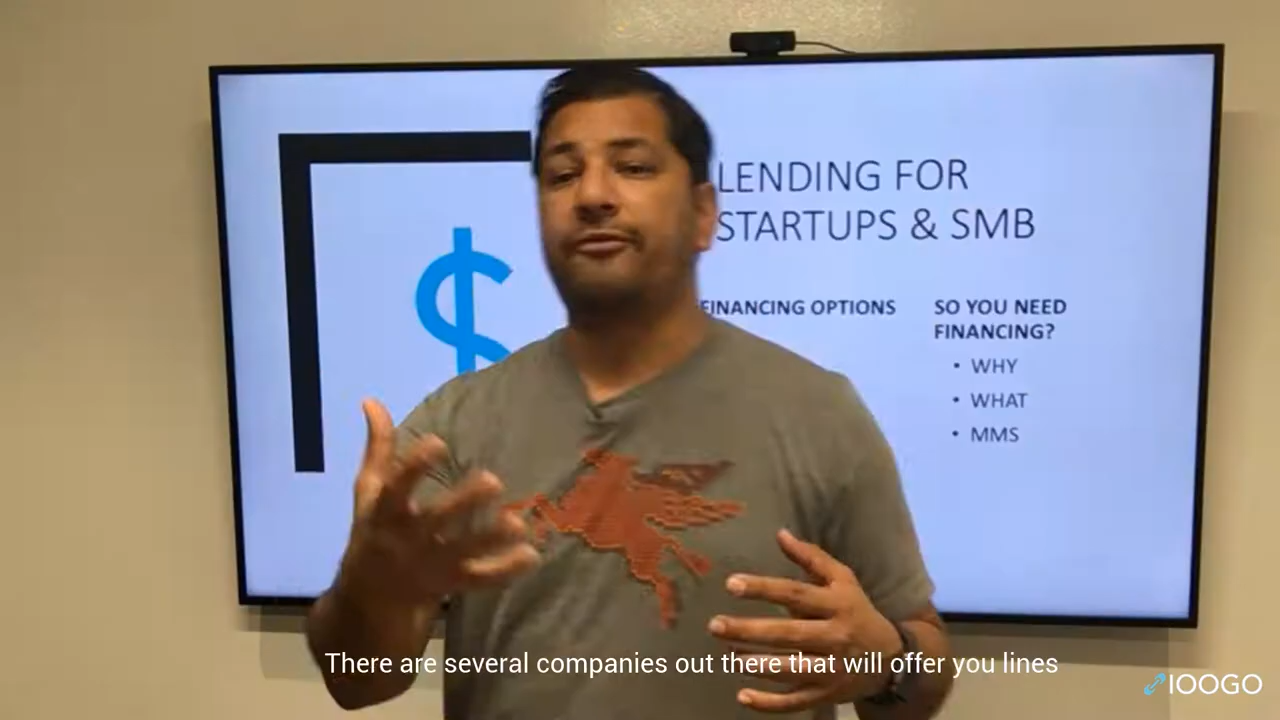 LENDING FOR
STARTUPS & SMB
FINANCING OPTIONS
SO YOU NEED
FINANCING?
• WHY
• WHAT
• MMS
There are several companies out there that will offer you lines
IOOGO